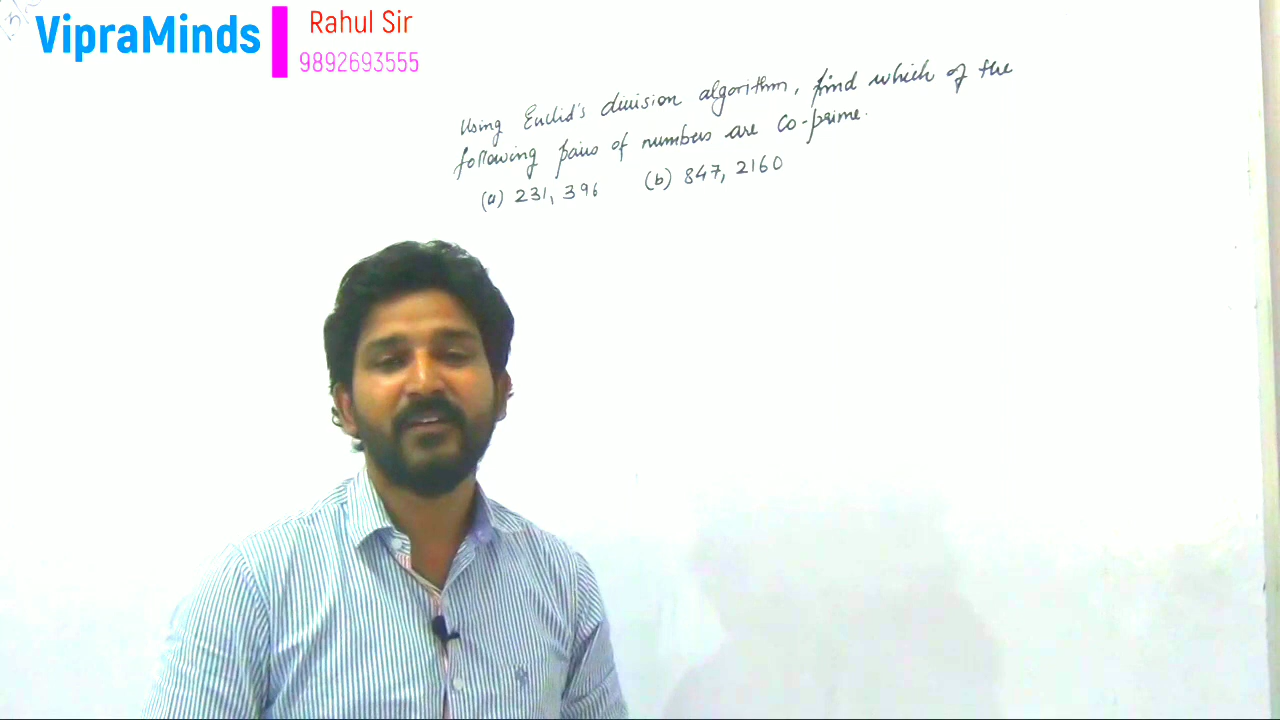 VipraMinds
Rahul Sir
9892693555
Using Euclid's division algorithm, find which of the
following pairs of numbers are co-prime.
(a) 231, 396 (b) 847, 2160